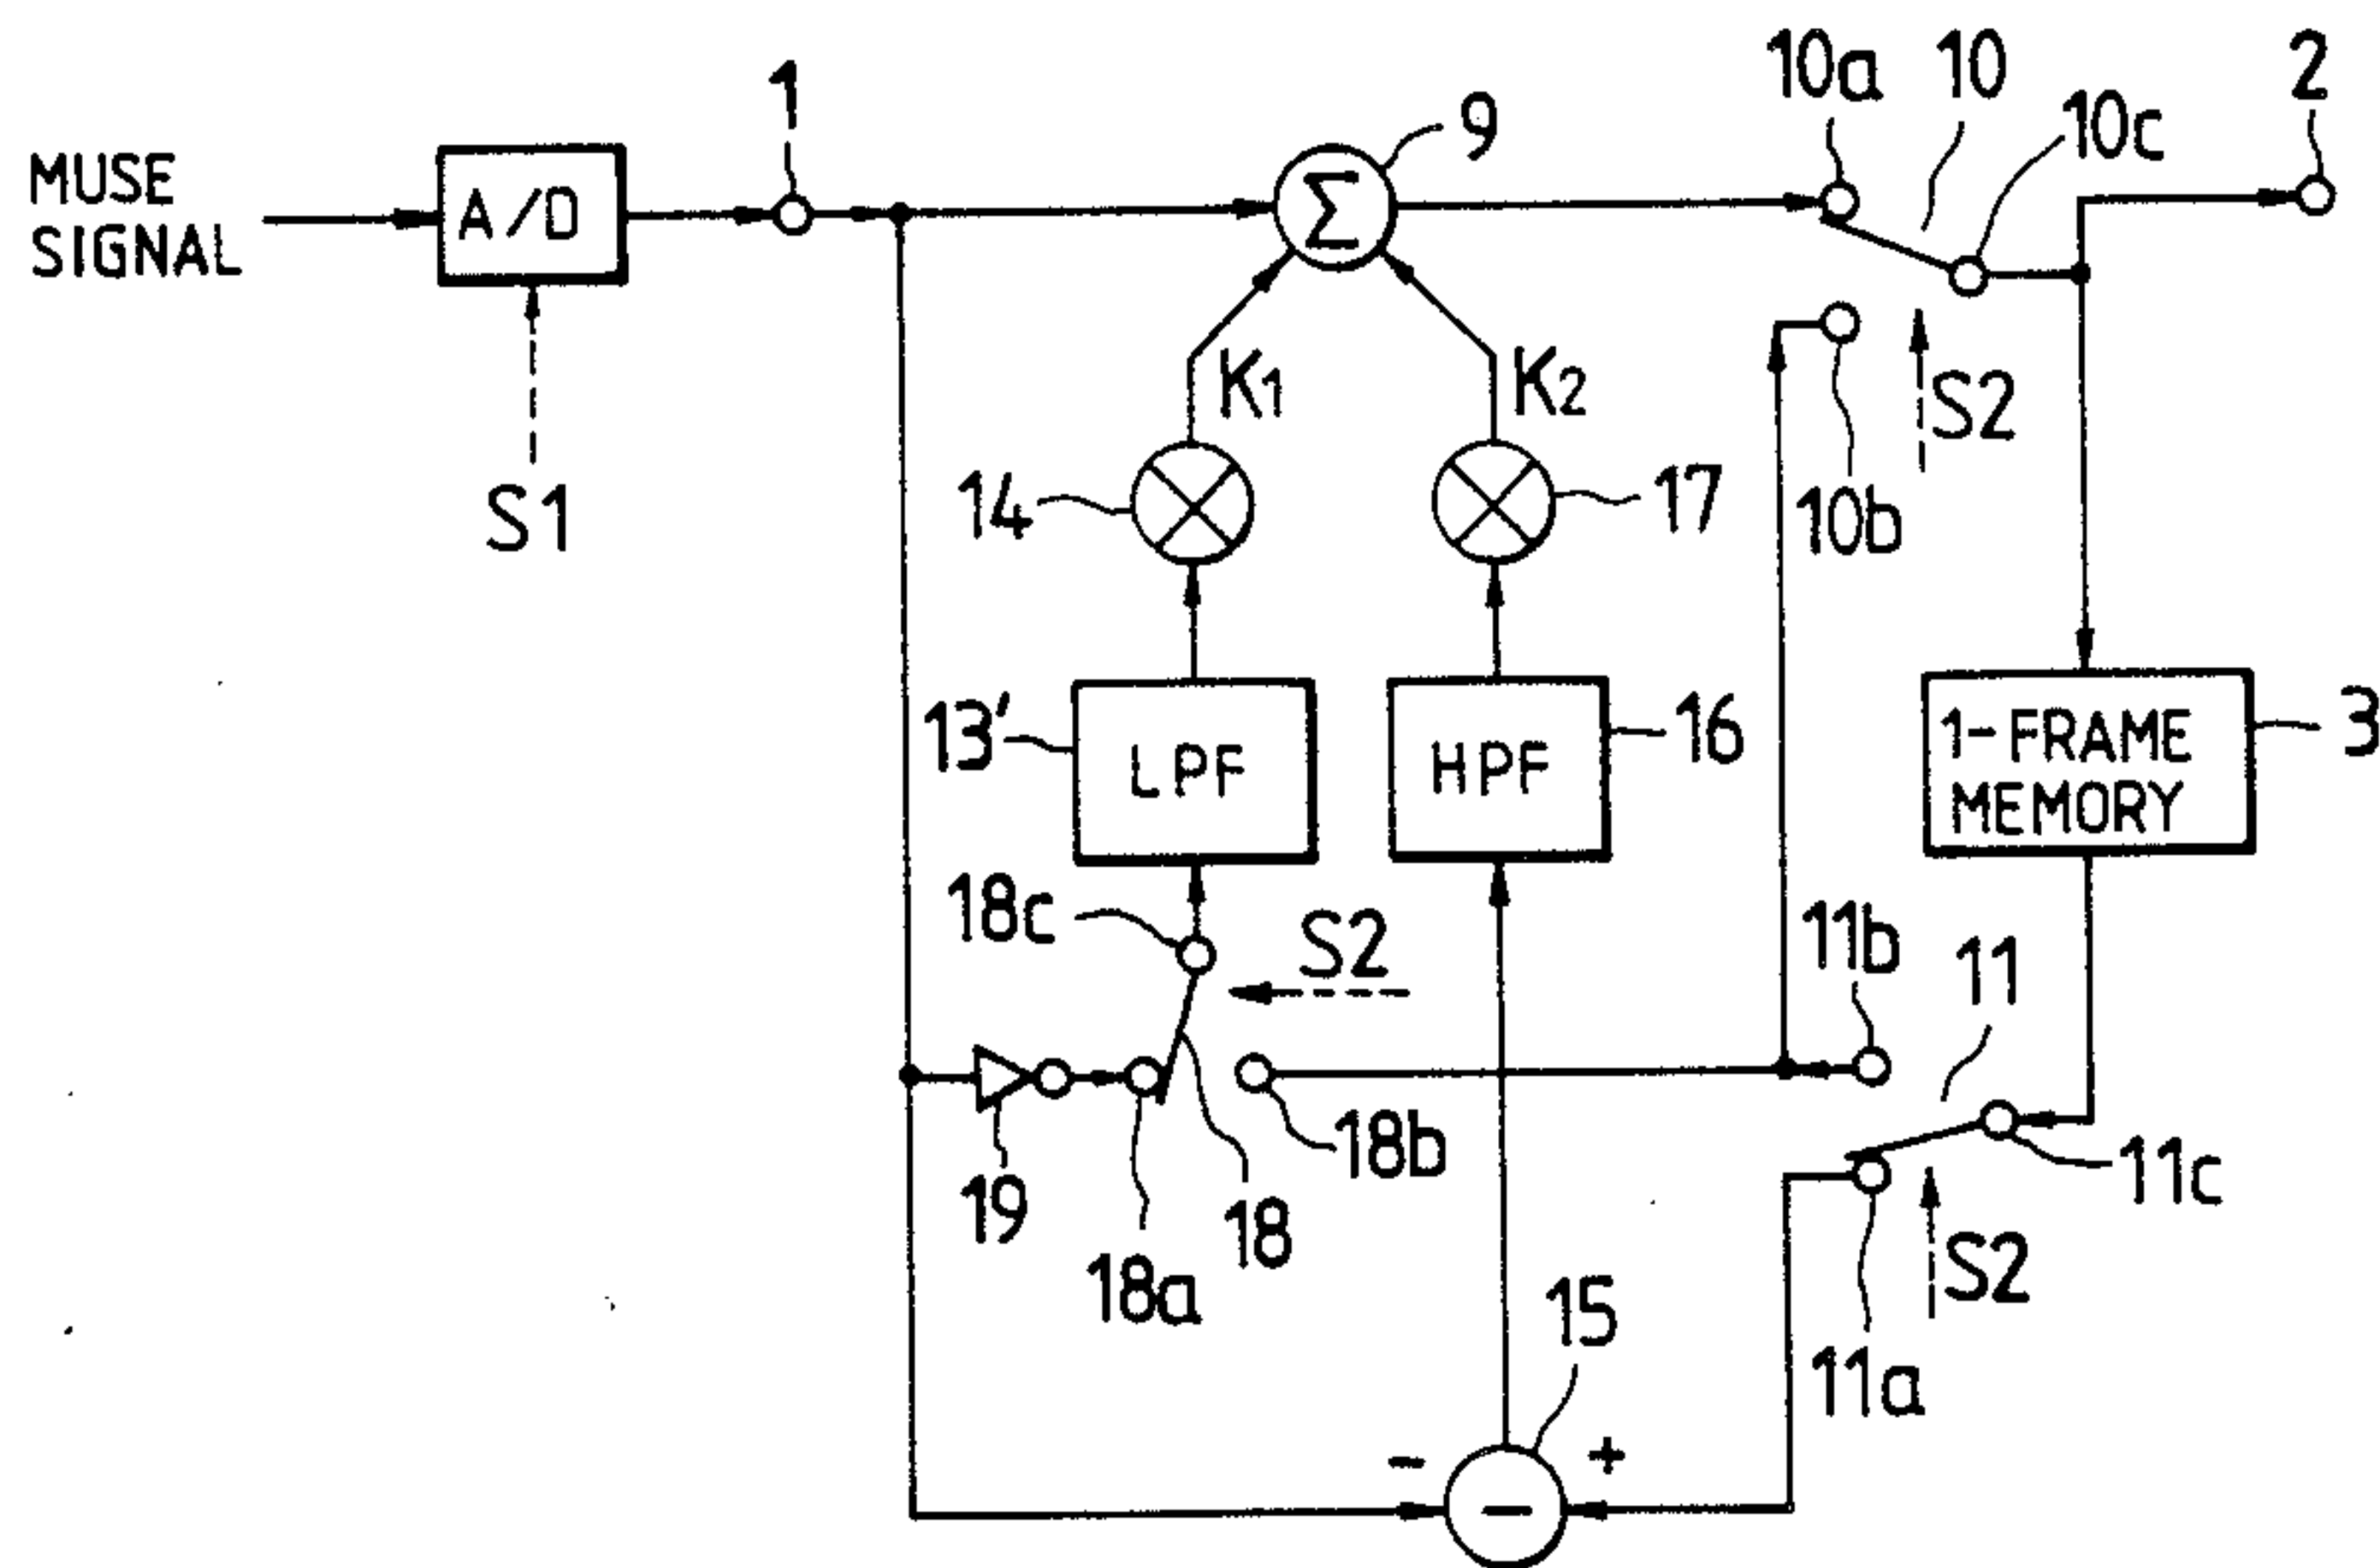 MUSE
SIGNAL
A/D
S1
1
Σ
9
10a
10
10c
2
K1
K2
S2
10b
14
17
13'
LPF
HPF
16
1-FRAME
MEMORY
3
18c
S2
11b
11
19
18a
18
18b
11c
S2
11a
15
-
+
-